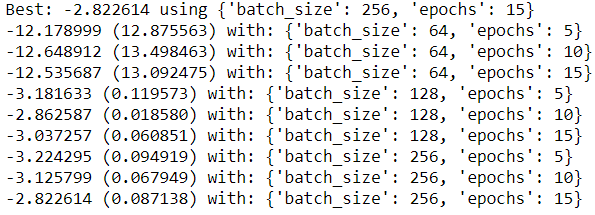 Best: -2.822614 using {'batch_size': 256, 'epochs': 15}
-12.178999 (12.875563) with: {'batch_size': 64, 'epochs': 5}
-12.648912 (13.498463) with: {'batch_size': 64, 'epochs': 10}
-12.535687 (13.092475) with: {'batch_size': 64, 'epochs': 15}
-3.181633 (0.119573) with: {'batch_size': 128, 'epochs': 5}
-2.862587 (0.018580) with: {'batch_size': 128, 'epochs': 10}
-3.037257 (0.060851) with: {'batch_size': 128, 'epochs': 15}
-3.224295 (0.094919) with: {'batch_size': 256, 'epochs': 5}
-3.125799 (0.067949) with: {'batch_size': 256, 'epochs': 10}
-2.822614 (0.087138) with: {'batch_size': 256, 'epochs': 15}